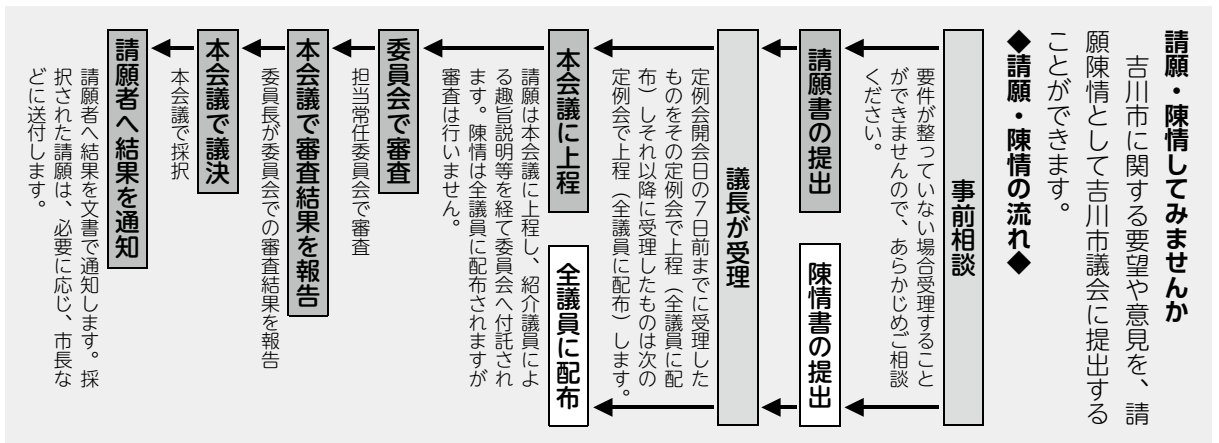 請願・陳情してみませんか
吉川市に関する要望や意見を、請
願陳情として吉川市議会に提出する
ことができます。
◆請願・陳情の流れ◆
事前相談
要件が整っていない場合受理すること
ができませんので、あらかじめご相談
ください。
請願書の提出
陳情書の提出
議長が受理
定例会開会日の7日前までに受理した
ものをその定例会で上程（全議員に配
布）しそれ以降に受理したものは次の
定例会で上程（全議員に配布）します。
本会議に上程
全議員に配布
請願は本会議に上程し、紹介議員によ
る趣旨説明等を経て委員会へ付託され
ます。陳情は全議員に配布されますが
審査は行いません。
委員会で審査
担当常任委員会で審査
本会議で審査結果を報告
委員長が委員会での審査結果を報告
本会議で議決
本会議で採択
請願者へ結果を通知
請願者へ結果を文書で通知します。採
択された請願は、必要に応じ、市長な
どに送付します。